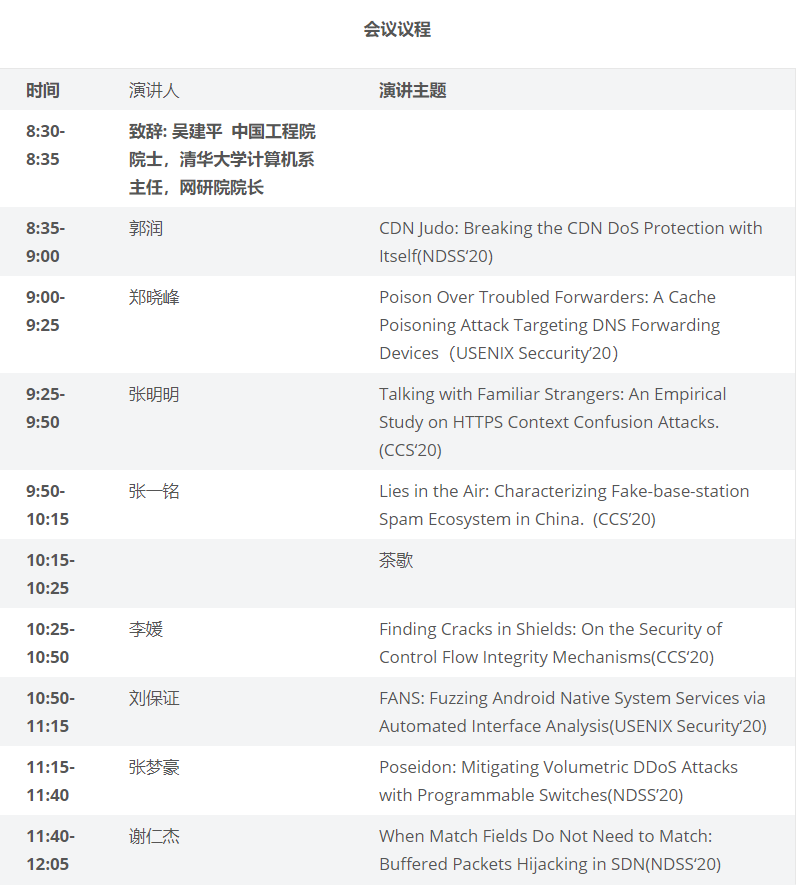 会议议程
时间 演讲人 演讲主题
8:30-
8:35
致辞: 吴建平 中国工程院
院士，清华大学计算机系
主任，网研院院长
8:35-
9:00
郭润
CDN Judo: Breaking the CDN DoS Protection with
Itself(NDSS‘20)
9:00-
9:25
郑晓峰
Poison Over Troubled Forwarders: A Cache
Poisoning Attack Targeting DNS Forwarding
Devices（USENIX Seccurity’20）
9:25-
9:50
张明明
Talking with Familiar Strangers: An Empirical
Study on HTTPS Context Confusion Attacks.
(CCS‘20)
9:50-
10:15
张一铭
Lies in the Air: Characterizing Fake-base-station
Spam Ecosystem in China. (CCS’20)
10:15-
10:25
茶歇
10:25-
10:50
李媛
Finding Cracks in Shields: On the Security of
Control Flow Integrity Mechanisms(CCS‘20)
10:50-
11:15
刘保证
FANS: Fuzzing Android Native System Services via
Automated Interface Analysis(USENIX Security‘20)
11:15-
11:40
张梦豪
Poseidon: Mitigating Volumetric DDoS Attacks
with Programmable Switches(NDSS’20)
11:40-
12:05
谢仁杰
When Match Fields Do Not Need to Match:
Buffered Packets Hijacking in SDN(NDSS‘20)